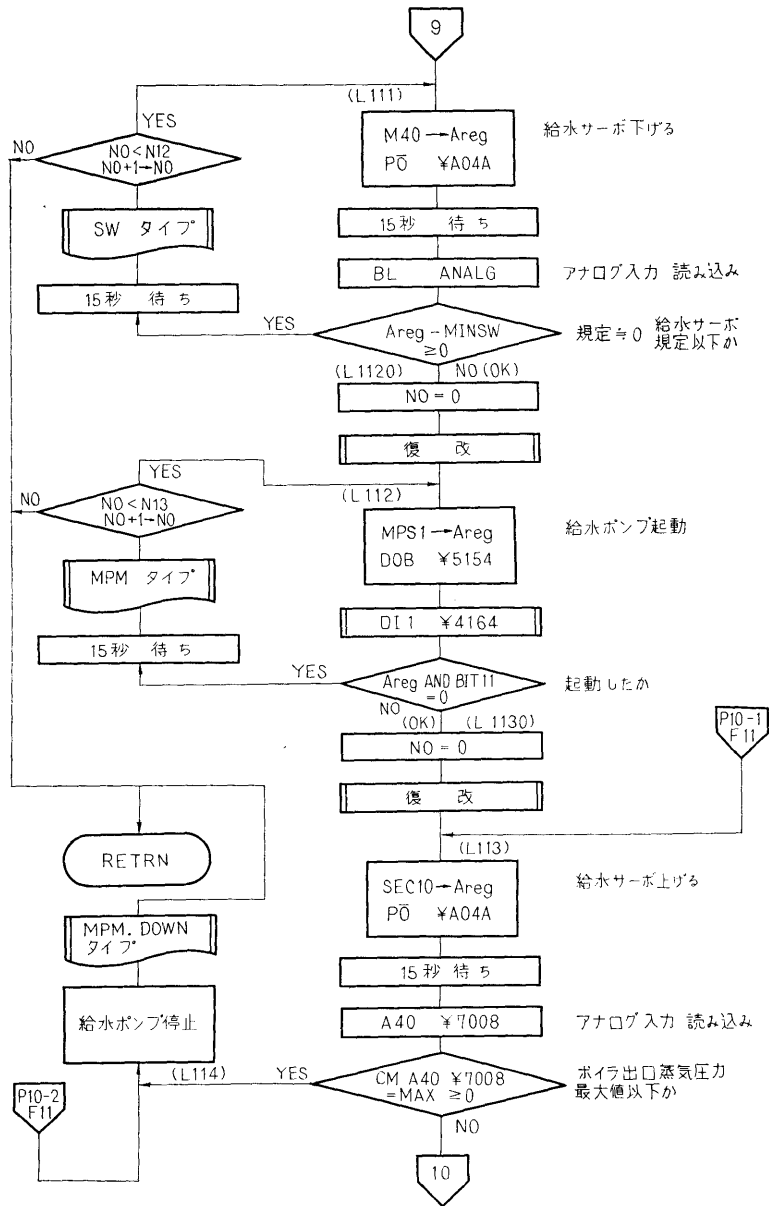 9
(L111)
YES
NO
NO<N12
NO+1→NO
M40→Areg
PŌ ¥A04A
給水サーボ下げる
SW タイプ
15秒 待ち
BL ANALG
アナログ入力 読み込み
15秒 待ち
YES
Areg－MINSW
≥0
規定≒0 給水サーボ
規定以下か
(L1120) NO(OK)
NO=0
復 改
YES
(L112)
NO
NO<N13
NO+1→NO
MPS1→Areg
DOB ¥5154
給水ポンプ起動
MPM タイプ
DI1 ¥4164
15秒 待ち
YES
Areg AND BIT11
=0
起動したか
NO
(OK) (L1130)
P10-1
F11
NO=0
復 改
(L113)
RETRN
SEC10→Areg
PŌ ¥A04A
給水サーボ上げる
MPM.DOWN
タイプ
15秒待ち
給水ポンプ停止
A40 ¥7008
アナログ入力 読み込み
(L114)
YES
CM A40 ¥7008
=MAX ≥0
ボイラ出口蒸気圧力
最大値以下か
P10-2
F11
NO
10